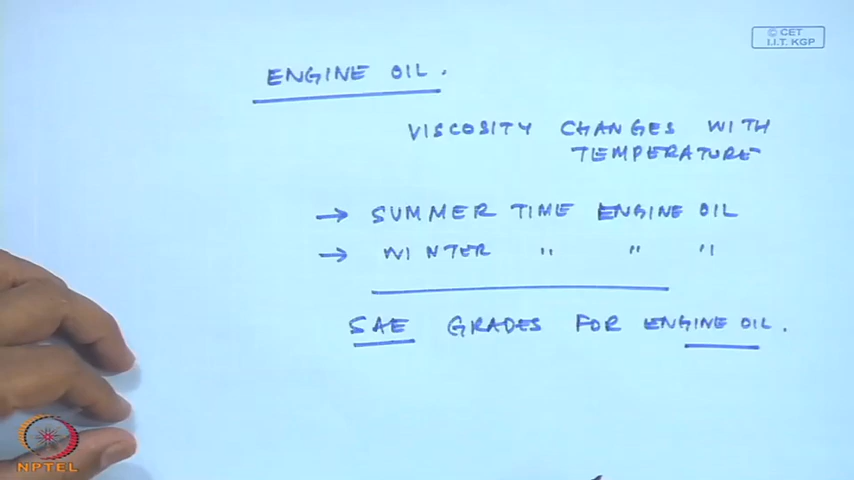 © CET
I.I.T. KGP
ENGINE OIL.
VISCOSITY CHANGES WITH
TEMPERATURE
→ SUMMER TIME ENGINE OIL
→ WINTER " " "
SAE GRADES FOR ENGINE OIL.
NPTEL